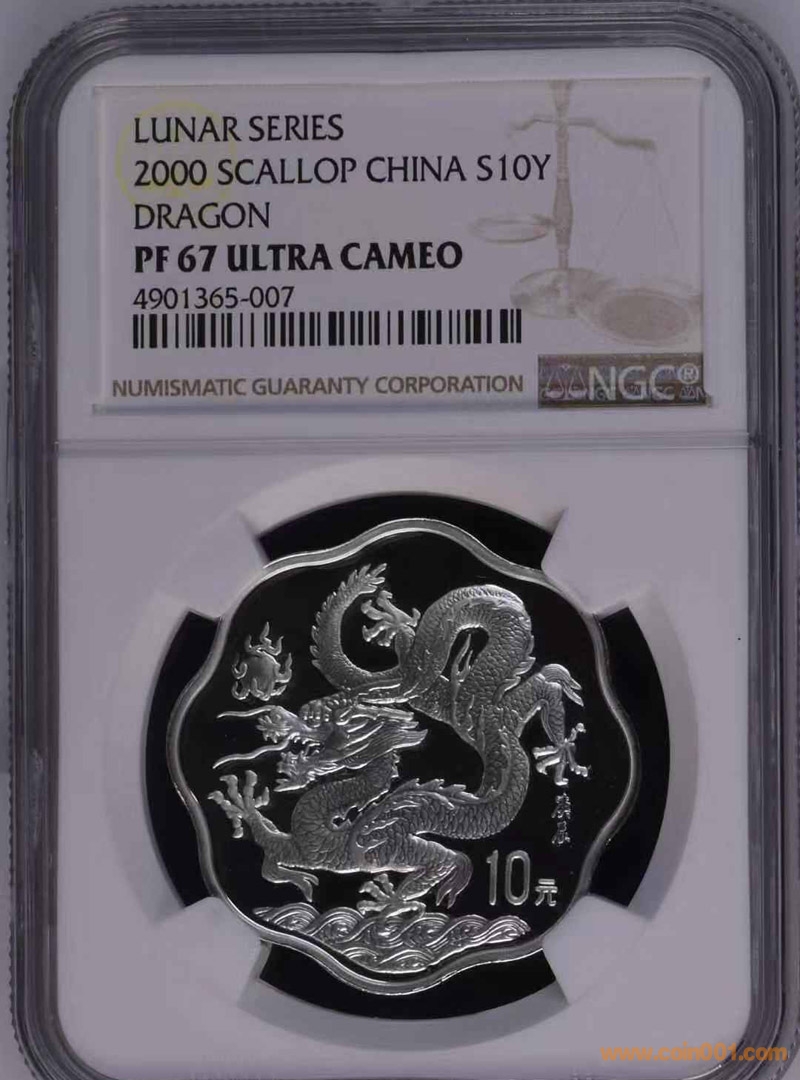 LUNAR SERIES
2000 SCALLOP CHINA S10Y
DRAGON
PF 67 ULTRA CAMEO
4901365-007
NUMISMATIC GUARANTY CORPORATION
NGC®
10元
www.coin001.com